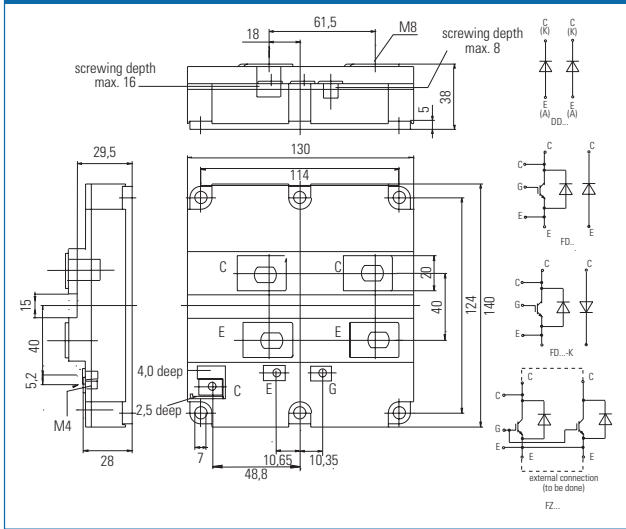 61,5
18
M8
screwing depth
max. 16
screwing depth
max. 8
38
5
29,5
130
114
C
C
20
40
124
140
15
40
5,2
E
E
4,0 deep
C
E
G
2,5 deep
M4
28
7
10,65
10,35
48,8
C
(K)
C
(K)
E
(A)
E
(A)
DD...
C
C
C
G
E
E
E
FD..
C
C
C
G
E
E
E
FD...-K
C
C
C
G
E
E
E
external connection
(to be done)
FZ...